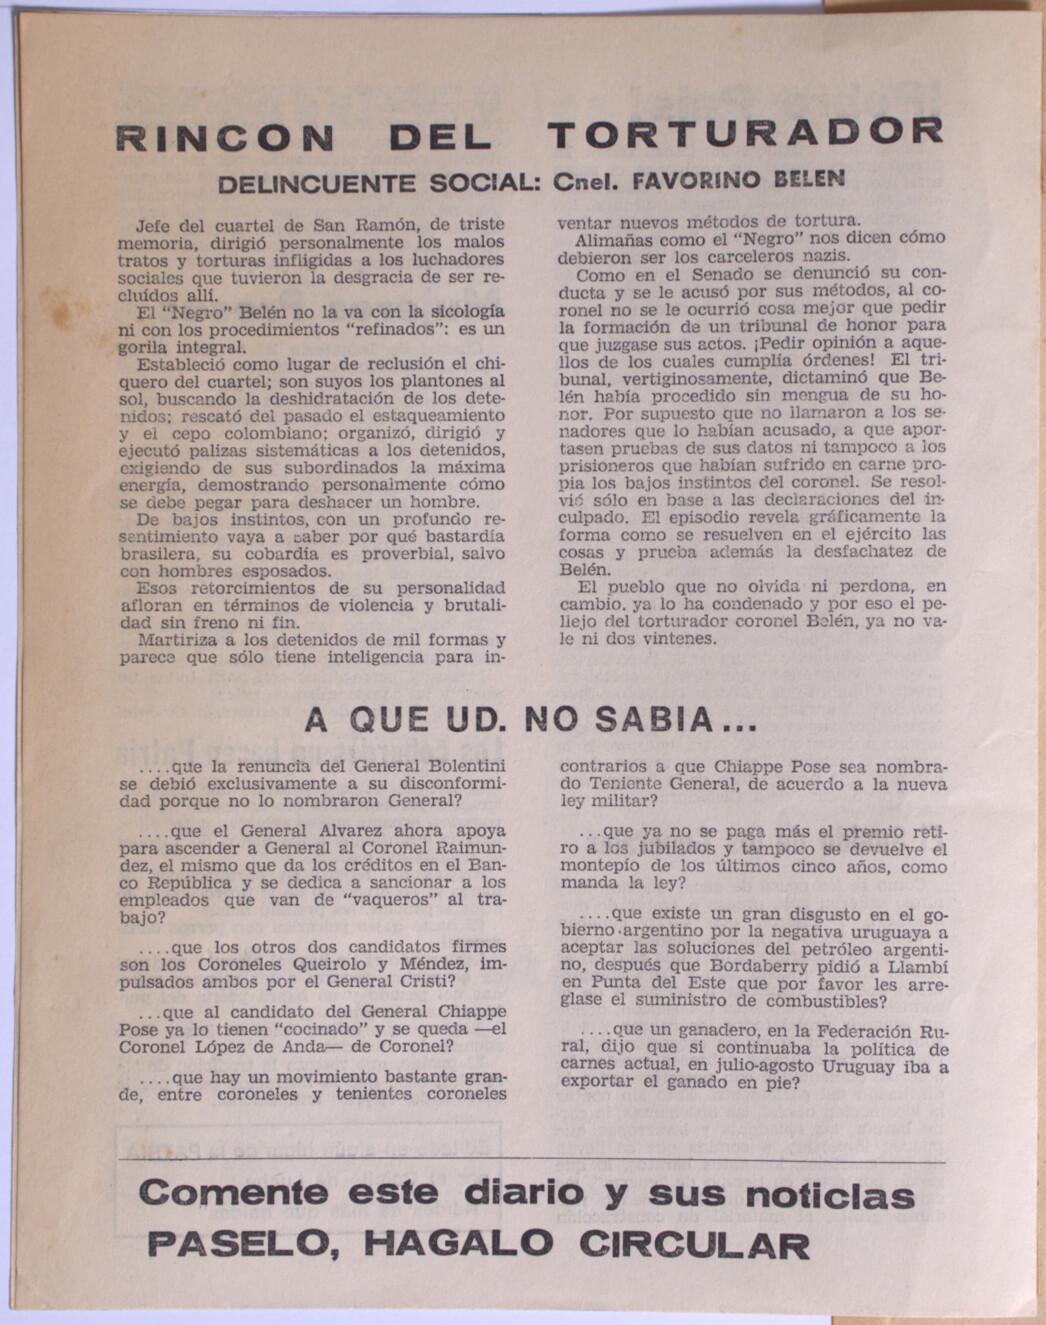 RINCON DEL TORTURADOR
DELINCUENTE SOCIAL: Cnel. FAVORINO BELEN
Jefe del cuartel de San Ramón, de triste
memoria, dirigió personalmente los malos
tratos y torturas infligidas a los luchadores
sociales que tuvieron la desgracia de ser re-
cluídos allí.
El "Negro" Belén no la va con la sicología
ni con los procedimientos "refinados": es un
gorila integral.
Estableció como lugar de reclusión el chi-
quero del cuartel; son suyos los plantones al
sol, buscando la deshidratación de los dete-
nidos; rescató del pasado el estaqueamiento
y el cepo colombiano; organizó, dirigió y
ejecutó palizas sistemáticas a los detenidos,
exigiendo de sus subordinados la máxima
energía, demostrando personalmente cómo
se debe pegar para deshacer un hombre.
De bajos instintos, con un profundo re-
sentimiento vaya a saber por qué bastardía
brasilera, su cobardía es proverbial, salvo
con hombres esposados.
Esos retorcimientos de su personalidad
afloran en términos de violencia y brutali-
dad sin freno ni fin.
Martiriza a los detenidos de mil formas y
parece que sólo tiene inteligencia para in-
ventar nuevos métodos de tortura.
Alimañas como el "Negro" nos dicen cómo
debieron ser los carceleros nazis.
Como en el Senado se denunció su con-
ducta y se le acusó por sus métodos, al co-
ronel no se le ocurrió cosa mejor que pedir
la formación de un tribunal de honor para
que juzgase sus actos. ¡Pedir opinión a aque-
llos de los cuales cumplía órdenes! El tri-
bunal, vertiginosamente, dictaminó que Be-
lén había procedido sin mengua de su ho-
nor. Por supuesto que no llamaron a los se-
nadores que lo habían acusado, a que apor-
tasen pruebas de sus datos ni tampoco a los
prisioneros que habían sufrido en carne pro-
pia los bajos instintos del coronel. Se resol-
vió sólo en base a las declaraciones del in-
culpado. El episodio revela gráficamente la
forma como se resuelven en el ejército las
cosas y prueba además la desfachatez de
Belén.
El pueblo que no olvida ni perdona, en
cambio, ya lo ha condenado y por eso el pe-
llejo del torturador coronel Belén, ya no va-
le ni dos vintenes.
A QUE UD. NO SABIA...
....que la renuncia del General Bolentini
se debió exclusivamente a su disconformi-
dad porque no lo nombraron General?
....que el General Alvarez ahora apoya
para ascender a General al Coronel Raimun-
dez, el mismo que da los créditos en el Ban-
co República y se dedica a sancionar a los
empleados que van de "vaqueros" al tra-
bajo?
....que los otros dos candidatos firmes
son los Coroneles Queirolo y Méndez, im-
pulsados ambos por el General Cristi?
...que al candidato del General Chiappe
Pose ya lo tienen "cocinado" y se queda —el
Coronel López de Anda— de Coronel?
....que hay un movimiento bastante gran-
de, entre coroneles y tenientes coroneles
contrarios a que Chiappe Pose sea nombra-
do Teniente General, de acuerdo a la nueva
ley militar?
...que ya no se paga más el premio reti-
ro a los jubilados y tampoco se devuelve el
montepío de los últimos cinco años, como
manda la ley?
....que existe un gran disgusto en el go-
bierno argentino por la negativa uruguaya a
aceptar las soluciones del petróleo argenti-
no, después que Bordaberry pidió a Llambí
en Punta del Este que por favor les arre-
glase el suministro de combustibles?
....que un ganadero, en la Federación Ru-
ral, dijo que si continuaba la política de
carnes actual, en julio-agosto Uruguay iba a
exportar el ganado en pie?
Comente este diario y sus noticias
PASELO, HAGALO CIRCULAR